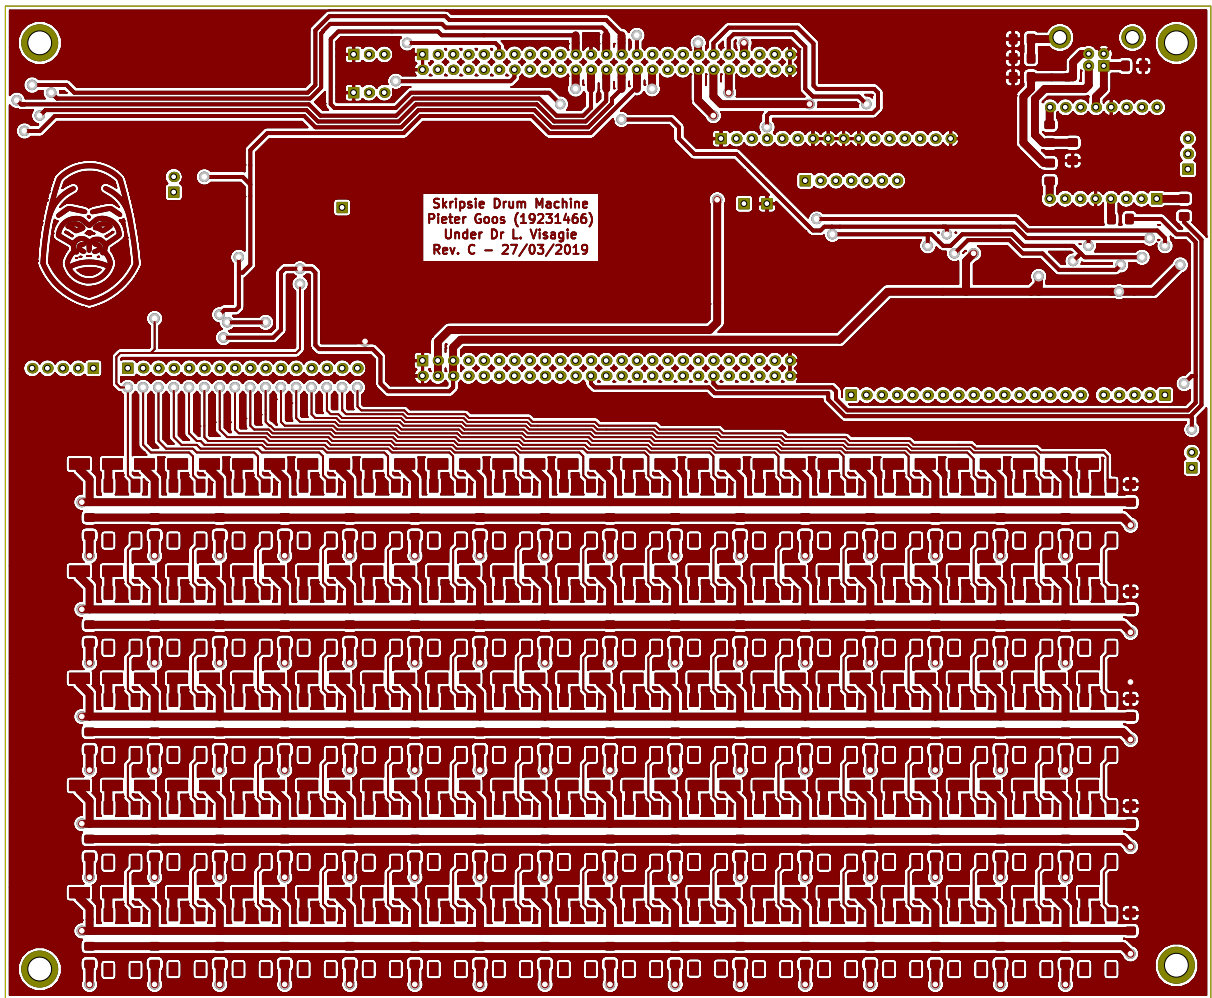 Skripsie Drum Machine
Pieter Goos (19231466)
Under Dr L. Visagie
Rev. C - 27/03/2019